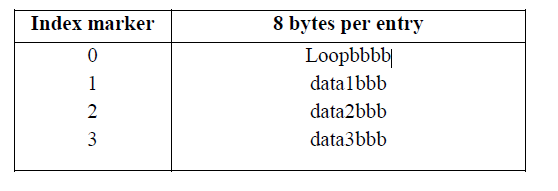 Index marker 8 bytes per entry
0 Loopbbbb
1 data1bbb
2 data2bbb
3 data3bbb